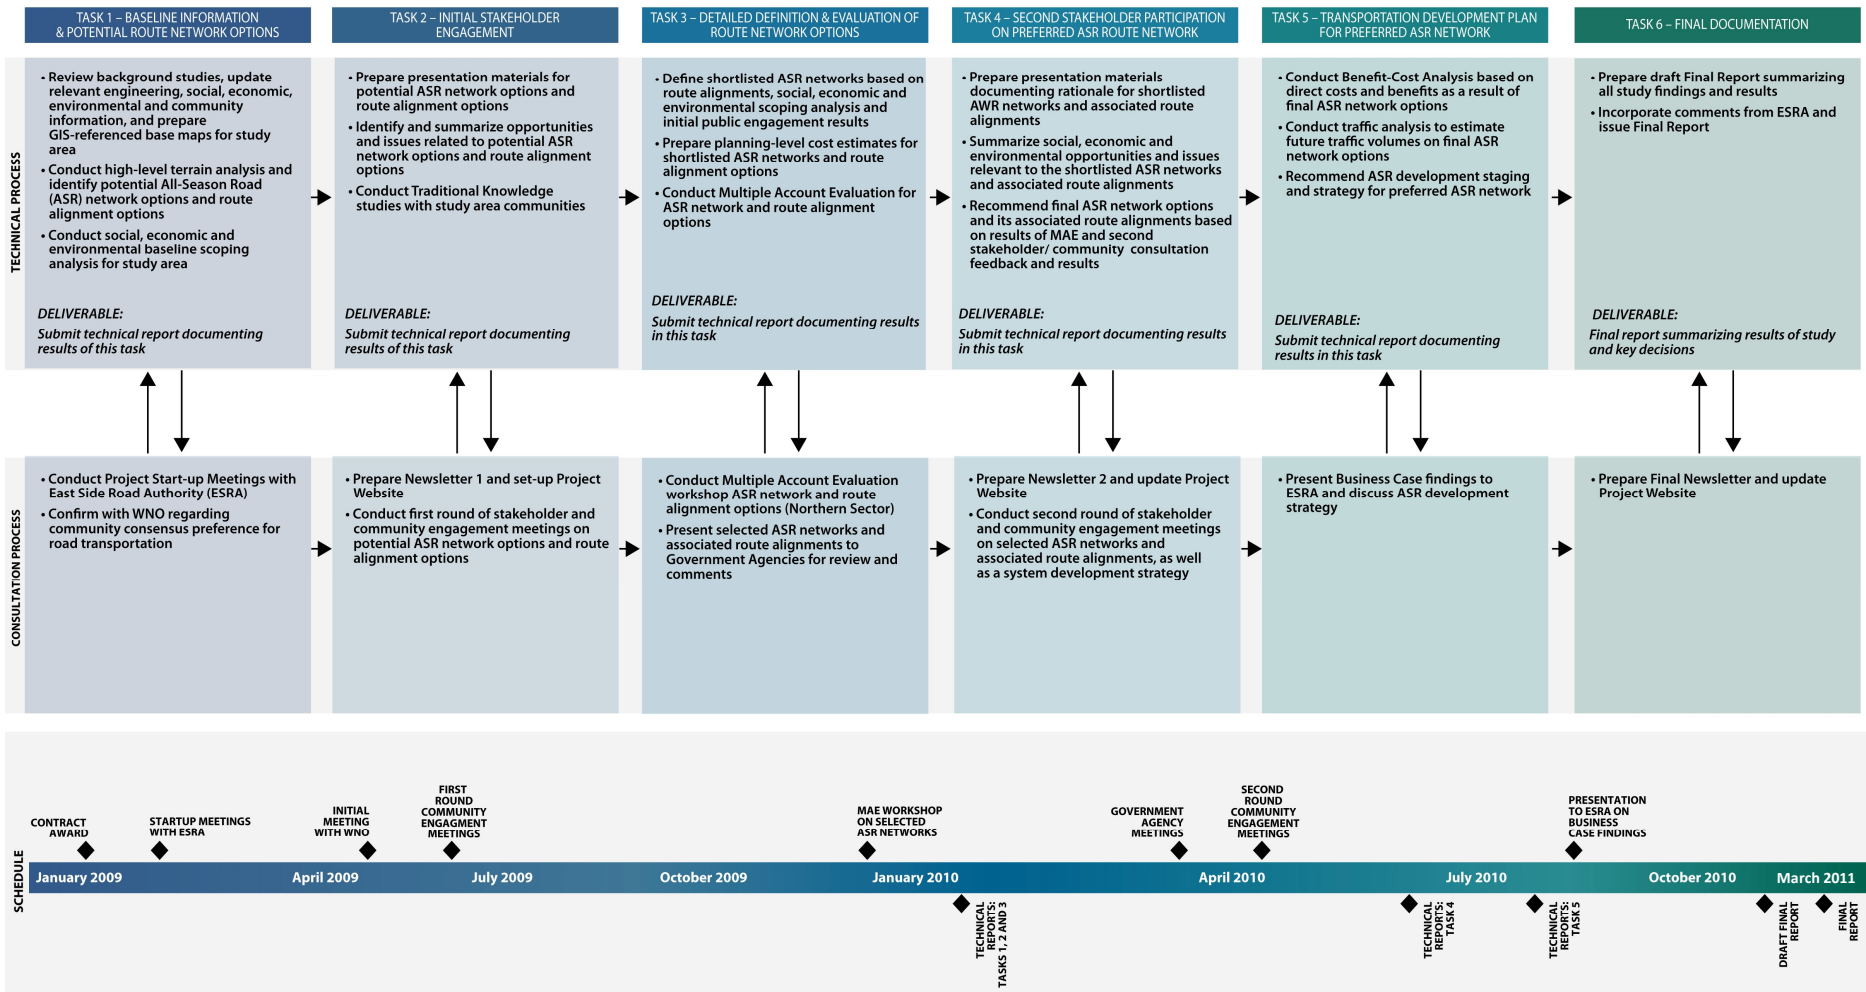 TASK 1 – BASELINE INFORMATION
& POTENTIAL ROUTE NETWORK OPTIONS
TASK 2 – INITIAL STAKEHOLDER
ENGAGEMENT
TASK 3 – DETAILED DEFINITION & EVALUATION OF
ROUTE NETWORK OPTIONS
TASK 4 – SECOND STAKEHOLDER PARTICIPATION
ON PREFERRED ASR ROUTE NETWORK
TASK 5 – TRANSPORTATION DEVELOPMENT PLAN
FOR PREFERRED ASR NETWORK
TASK 6 – FINAL DOCUMENTATION
TECHNICAL PROCESS
• Review background studies, update
relevant engineering, social, economic,
environmental and community
information, and prepare
GIS-referenced base maps for study
area
• Conduct high-level terrain analysis and
identify potential All-Season Road
(ASR) network options and route
alignment options
• Conduct social, economic and
environmental baseline scoping
analysis for study area
DELIVERABLE:
Submit technical report documenting
results of this task
• Prepare presentation materials for
potential ASR network options and
route alignment options
• Identify and summarize opportunities
and issues related to potential ASR
network options and route alignment
options
• Conduct Traditional Knowledge
studies with study area communities
DELIVERABLE:
Submit technical report documenting
results of this task
• Define shortlisted ASR networks based on
route alignments, social, economic and
environmental scoping analysis and
initial public engagement results
• Prepare planning-level cost estimates for
shortlisted ASR networks and route
alignment options
• Conduct Multiple Account Evaluation for
ASR network and route alignment
options
DELIVERABLE:
Submit technical report documenting results
in this task
• Prepare presentation materials
documenting rationale for shortlisted
AWR networks and associated route
alignments
• Summarize social, economic and
environmental opportunities and issues
relevant to the shortlisted ASR networks
and associated route alignments
• Recommend final ASR network options
and its associated route alignments based
on results of MAE and second
stakeholder/ community consultation
feedback and results
DELIVERABLE:
Submit technical report documenting results
in this task
• Conduct Benefit-Cost Analysis based on
direct costs and benefits as a result of
final ASR network options
• Conduct traffic analysis to estimate
future traffic volumes on final ASR
network options
• Recommend ASR development staging
and strategy for preferred ASR network
DELIVERABLE:
Submit technical report documenting
results in this task
• Prepare draft Final Report summarizing
all study findings and results
• Incorporate comments from ESRA and
issue Final Report
DELIVERABLE:
Final report summarizing results of study
and key decisions
CONSULTATION PROCESS
• Conduct Project Start-up Meetings with
East Side Road Authority (ESRA)
• Confirm with WNO regarding
community consensus preference for
road transportation
• Prepare Newsletter 1 and set-up Project
Website
• Conduct first round of stakeholder and
community engagement meetings on
potential ASR network options and route
alignment options
• Conduct Multiple Account Evaluation
workshop ASR network and route
alignment options (Northern Sector)
• Present selected ASR networks and
associated route alignments to
Government Agencies for review and
comments
• Prepare Newsletter 2 and update Project
Website
• Conduct second round of stakeholder
and community engagement meetings
on selected ASR networks and
associated route alignments, as well
as a system development strategy
• Present Business Case findings to
ESRA and discuss ASR development
strategy
• Prepare Final Newsletter and update
Project Website
SCHEDULE
CONTRACT
AWARD
STARTUP MEETINGS
WITH ESRA
INITIAL
MEETING
WITH WNO
FIRST
ROUND
COMMUNITY
ENGAGMENT
MEETINGS
MAE WORKSHOP
ON SELECTED
ASR NETWORKS
GOVERNMENT
AGENCY
MEETINGS
SECOND
ROUND
COMMUNITY
ENGAGEMENT
MEETINGS
PRESENTATION
TO ESRA ON
BUSINESS
CASE FINDINGS
January 2009
April 2009
July 2009
October 2009
January 2010
April 2010
July 2010
October 2010
March 2011
TECHNICAL
REPORTS:
TASKS 1, 2 AND 3
TECHNICAL
REPORTS:
TASK 4
TECHNICAL
REPORTS:
TASK 5
DRAFT FINAL
REPORT
FINAL
REPORT